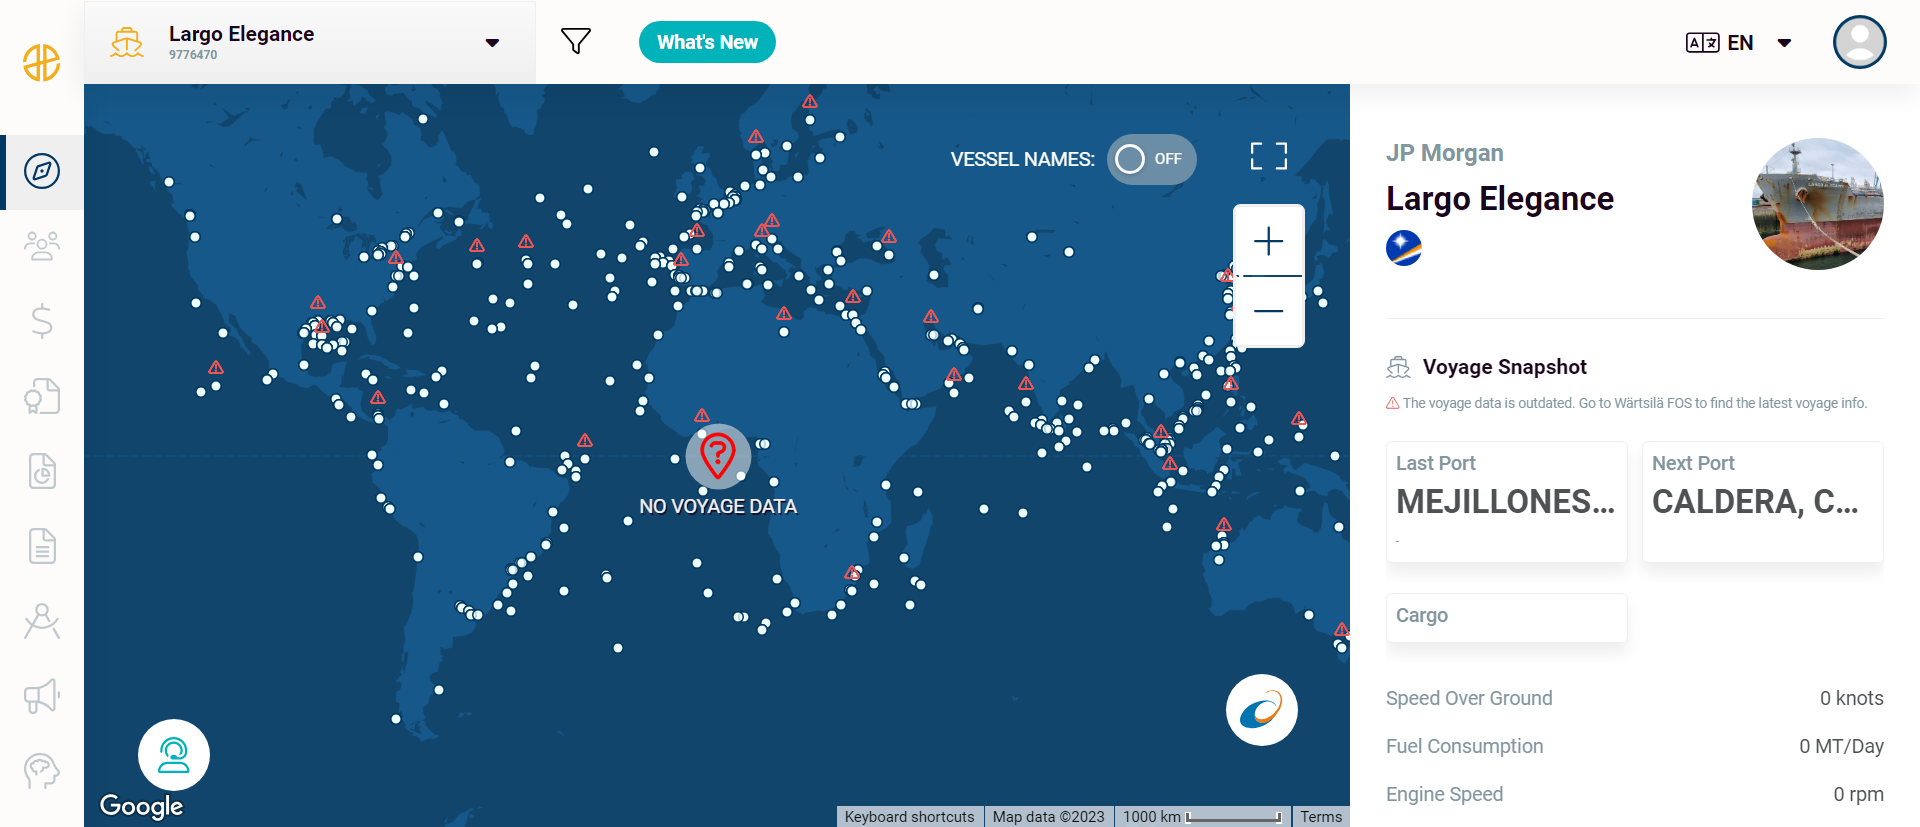 Largo Elegance
9776470
What's New
EN
VESSEL NAMES:
OFF
NO VOYAGE DATA
Google
Keyboard shortcuts
Map data ©2023
1000 km
Terms
JP Morgan
Largo Elegance
Voyage Snapshot
The voyage data is outdated. Go to Wärtsilä FOS to find the latest voyage info.
Last Port
MEJILLONES...
-
Next Port
CALDERA, C...
Cargo
Speed Over Ground
0 knots
Fuel Consumption
0 MT/Day
Engine Speed
0 rpm